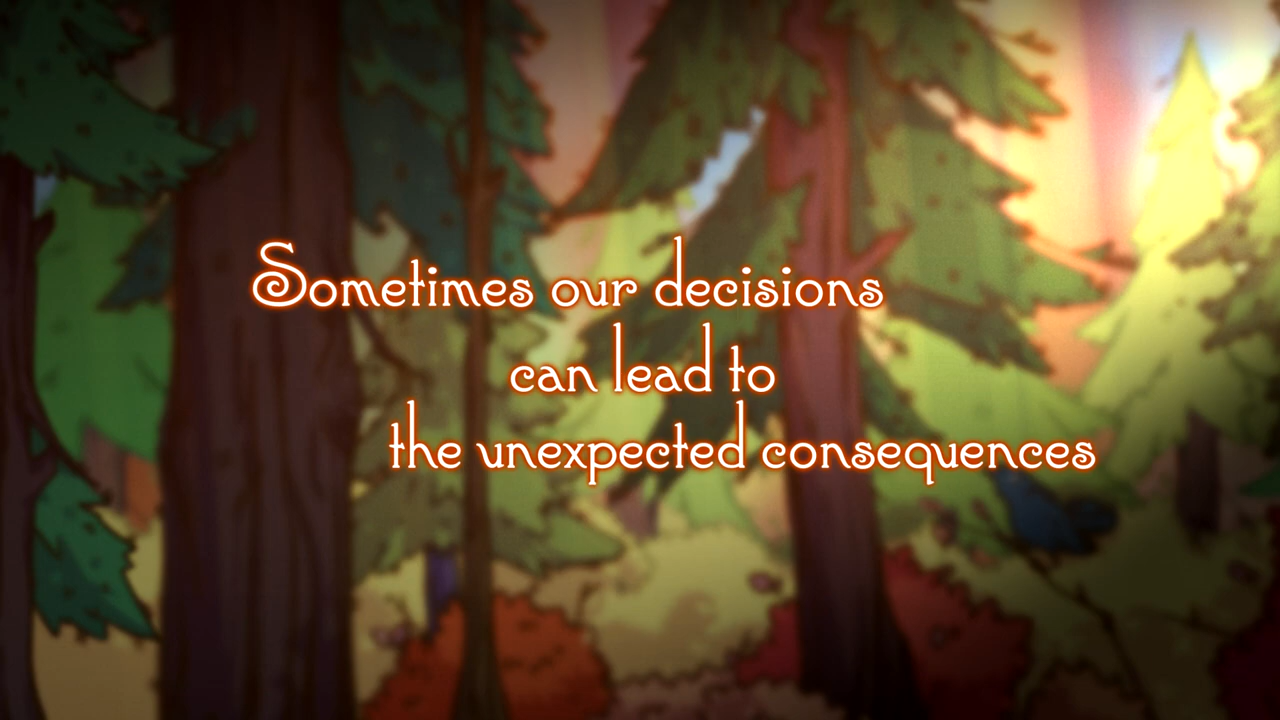 Sometimes our decisions
can lead to
the unexpected consequences